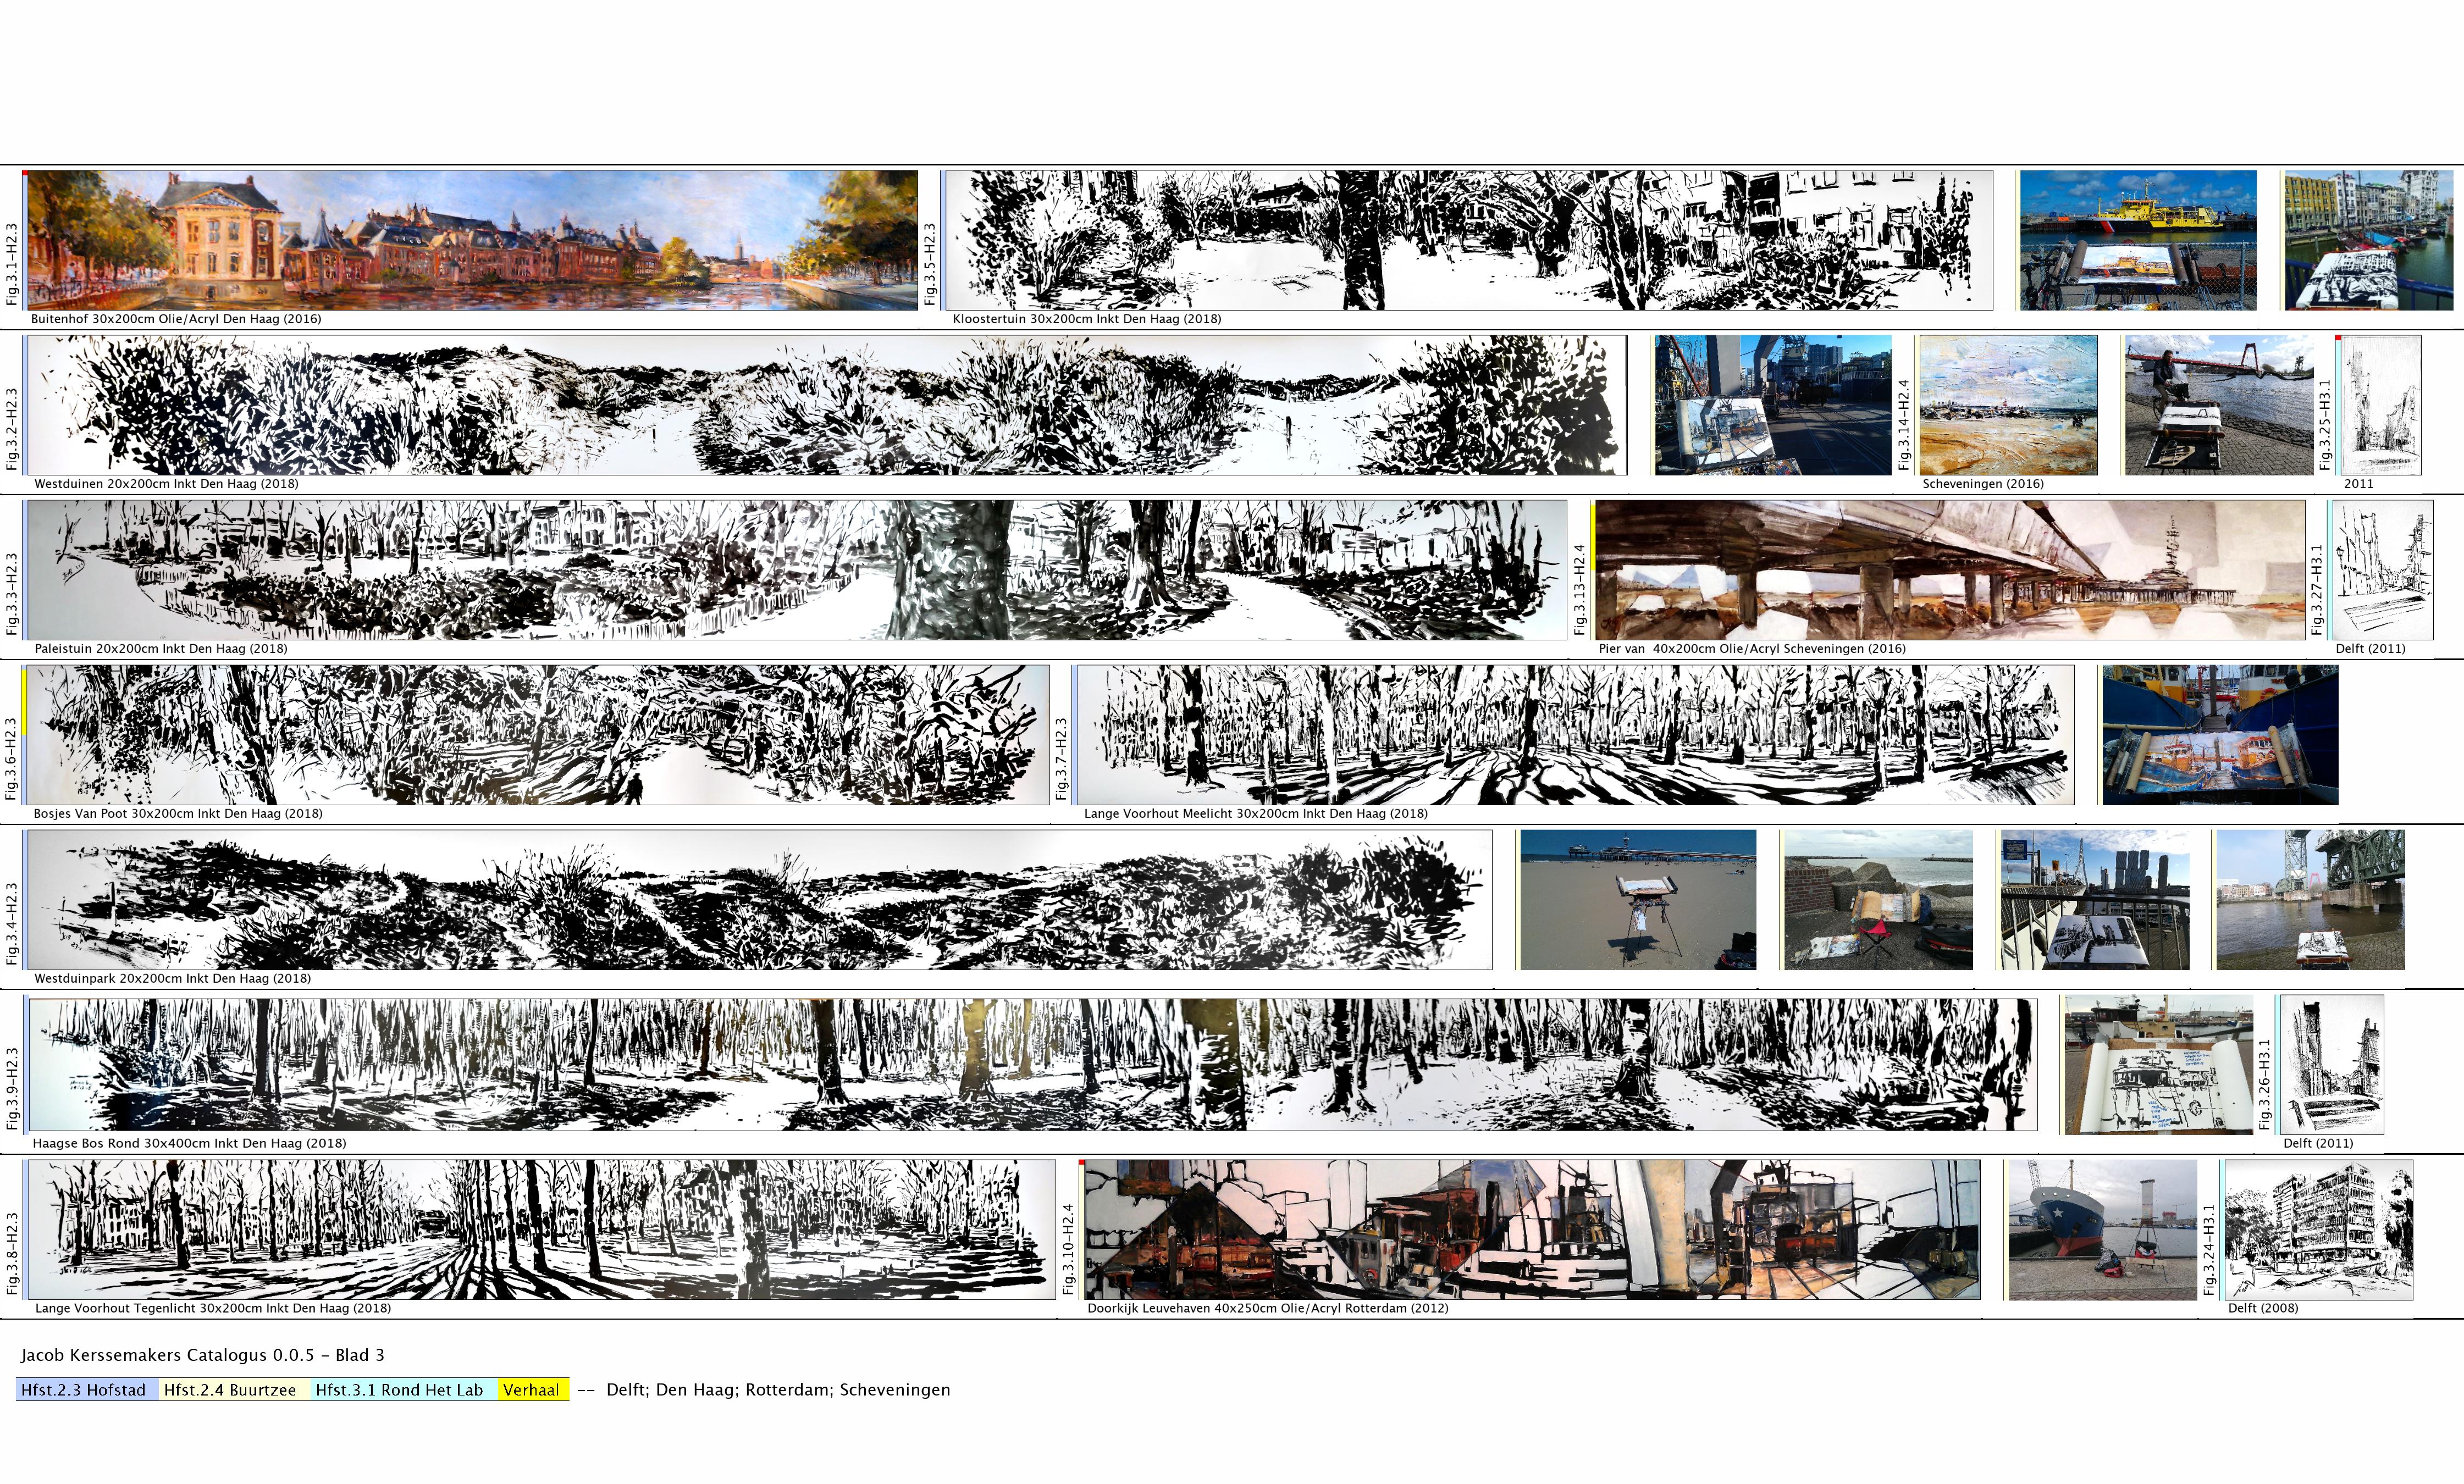 Fig.3.1-H2.3
Buitenhof 30x200cm Olie/Acryl Den Haag (2016)
Fig.3.5-H2.3
Kloostertuin 30x200cm Inkt Den Haag (2018)
Fig.3.2-H2.3
Westduinen 20x200cm Inkt Den Haag (2018)
Fig.3.14-H2.4
Scheveningen (2016)
Fig.3.25-H3.1
2011
Fig.3.3-H2.3
Paleistuin 20x200cm Inkt Den Haag (2018)
Fig.3.13-H2.4
Pier van  40x200cm Olie/Acryl Scheveningen (2016)
Fig.3.27-H3.1
Delft (2011)
Fig.3.6-H2.3
Bosjes Van Poot 30x200cm Inkt Den Haag (2018)
Fig.3.7-H2.3
Lange Voorhout Meelicht 30x200cm Inkt Den Haag (2018)
Fig.3.4-H2.3
Westduinpark 20x200cm Inkt Den Haag (2018)
Fig.3.9-H2.3
Haagse Bos Rond 30x400cm Inkt Den Haag (2018)
Fig.3.26-H3.1
Delft (2011)
Fig.3.8-H2.3
Lange Voorhout Tegenlicht 30x200cm Inkt Den Haag (2018)
Fig.3.10-H2.4
Doorkijk Leuvehaven 40x250cm Olie/Acryl Rotterdam (2012)
Fig.3.24-H3.1
Delft (2008)
Jacob Kerssemakers Catalogus 0.0.5 - Blad 3
Hfst.2.3 Hofstad Hfst.2.4 Buurtzee Hfst.3.1 Rond Het Lab Verhaal -- Delft; Den Haag; Rotterdam; Scheveningen